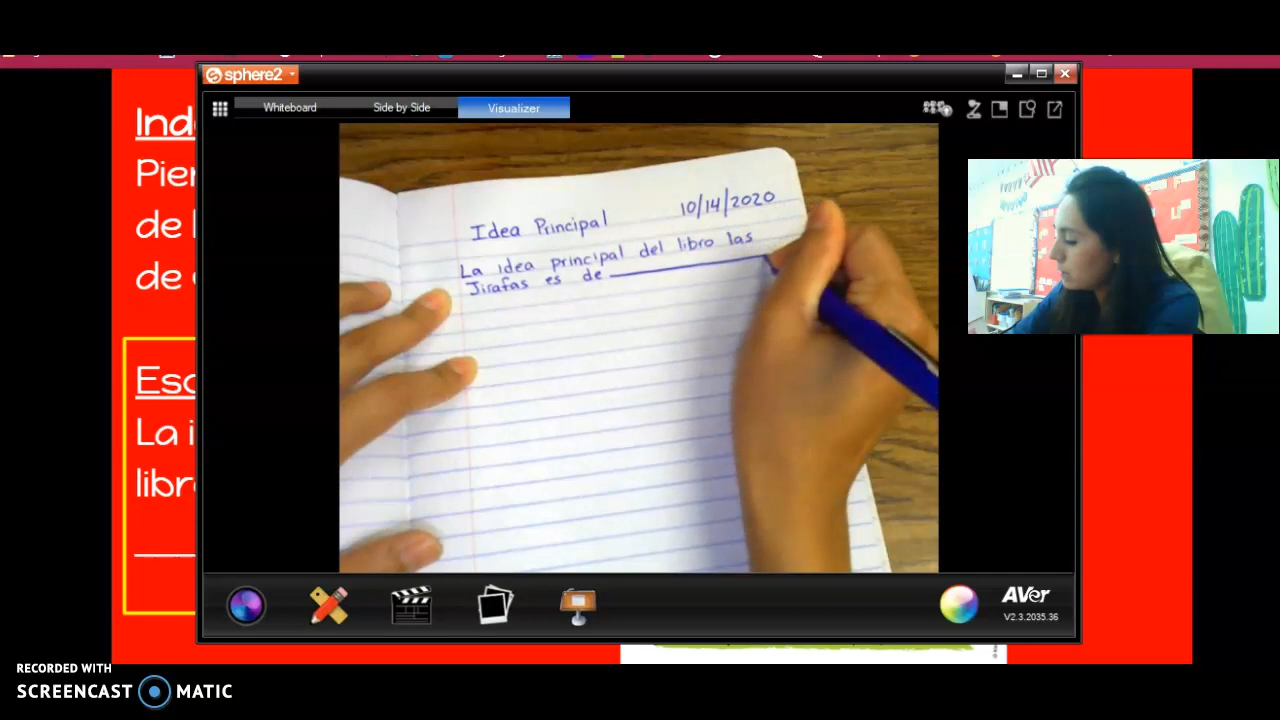 sphere2
Whiteboard Side by Side Visualizer
Ind
Pie
de
de
Idea Principal 10/14/2020
La idea principal del libro las
Jirafas es de
Esc
La i
libr
AVer
V2.3.2035.36
RECORDED WITH
SCREENCAST MATIC